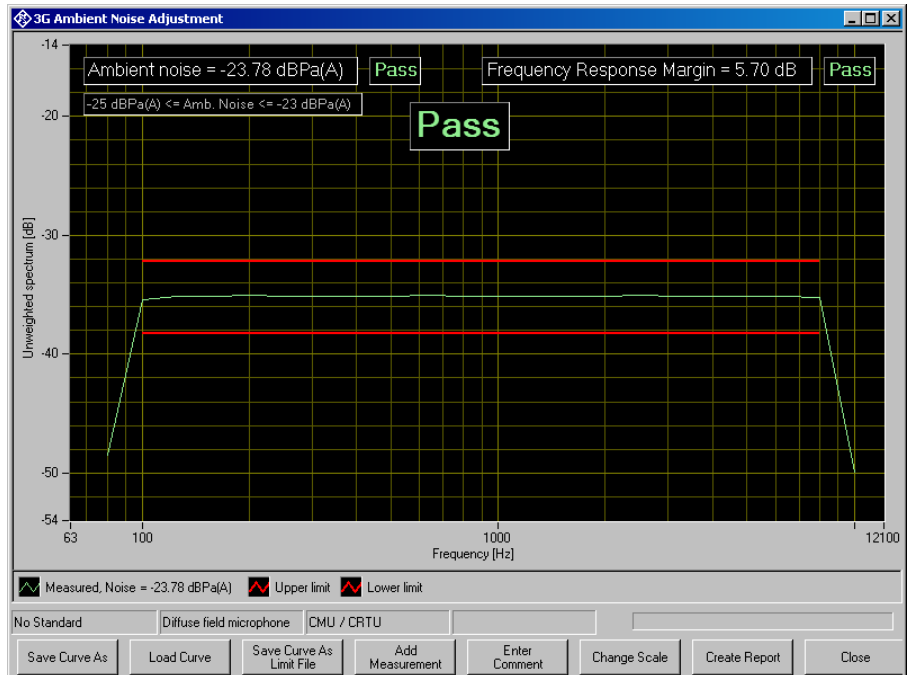 3G Ambient Noise Adjustment
-14
Ambient noise = -23.78 dBPa(A)
Pass
Frequency Response Margin = 5.70 dB
Pass
-25 dBPa(A) <= Amb. Noise <= -23 dBPa(A)
Pass
-20
-30
-40
-50
-54
Unweighted spectrum [dB]
63
100
1000
12100
Frequency [Hz]
Measured, Noise = -23.78 dBPa(A)
Upper limit
Lower limit
No Standard
Diffuse field microphone
CMU / CRTU
Save Curve As
Load Curve
Save Curve As
Limit File
Add
Measurement
Enter
Comment
Change Scale
Create Report
Close